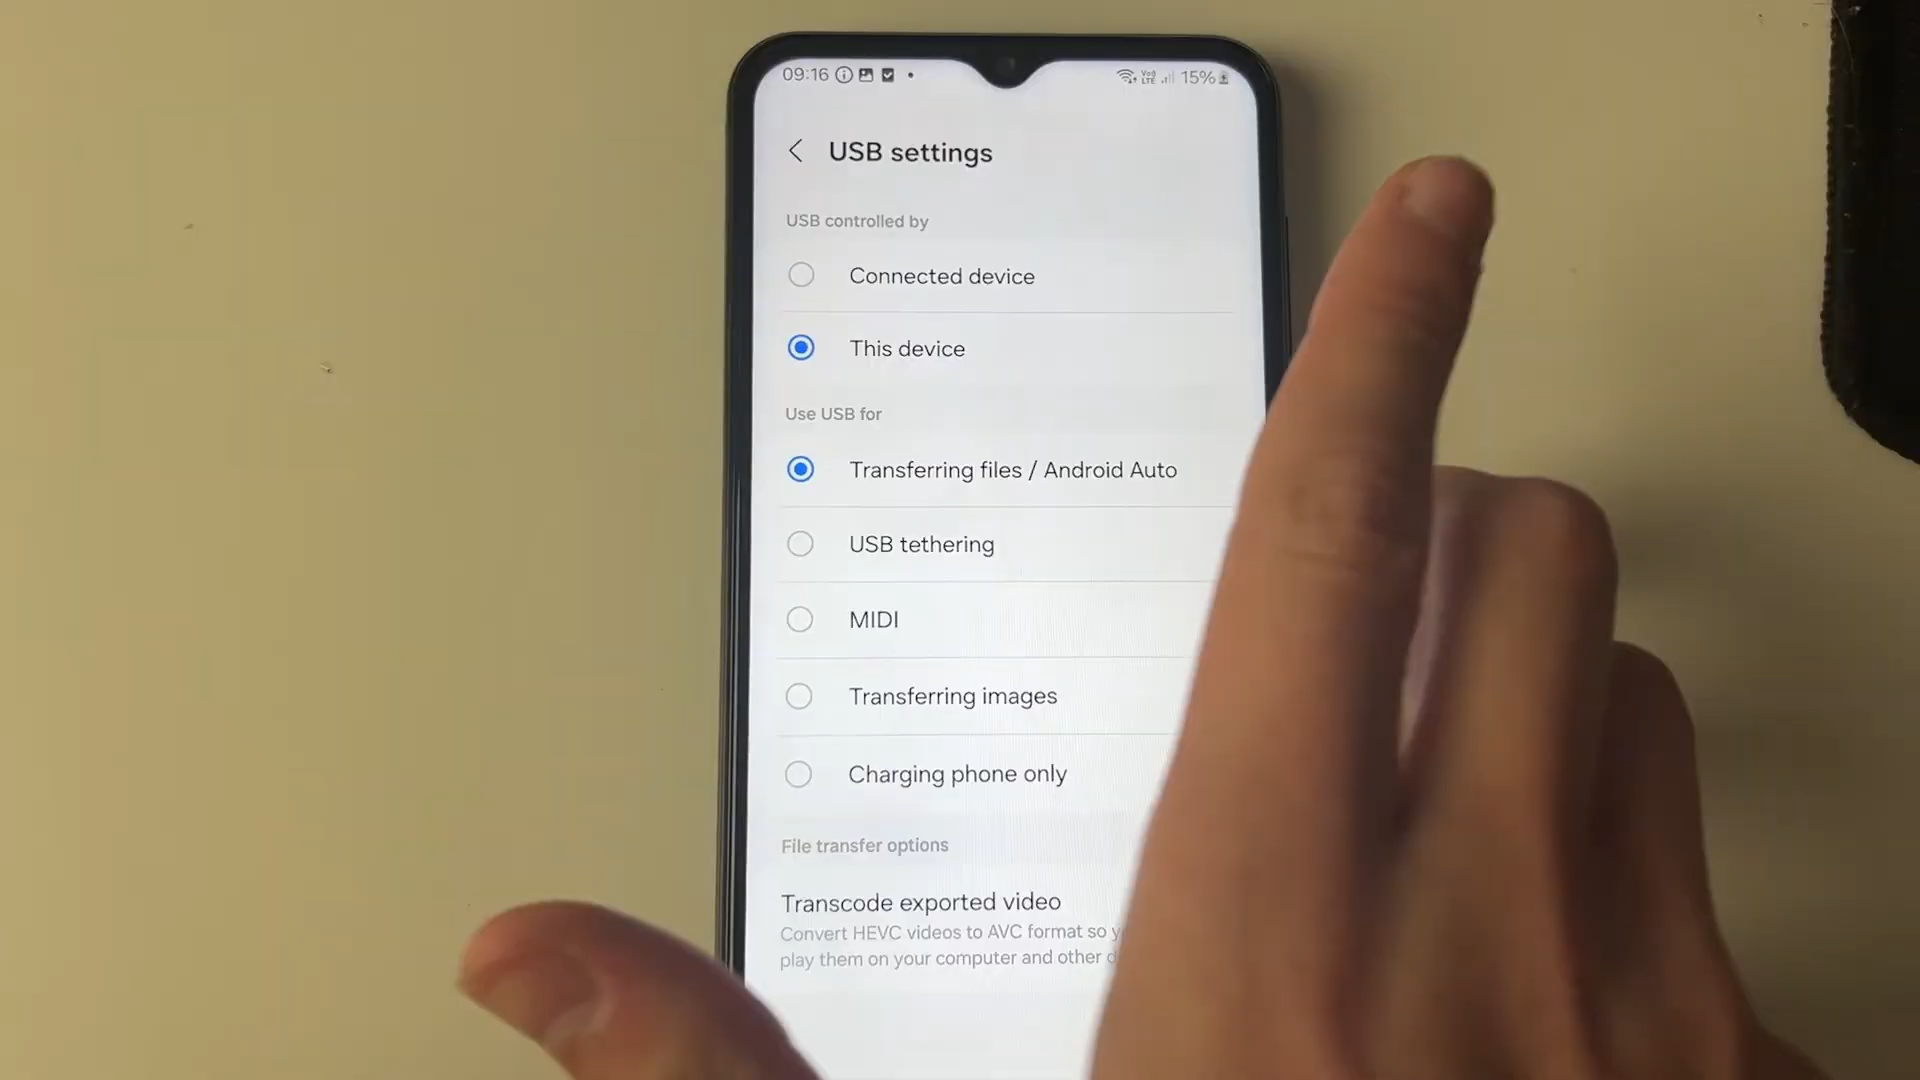 09:16 15%
USB settings
USB controlled by
Connected device
This device
Use USB for
Transferring files / Android Auto
USB tethering
MIDI
Transferring images
Charging phone only
File transfer options
Transcode exported video
Convert HEVC videos to AVC format so
play them on your computer and other